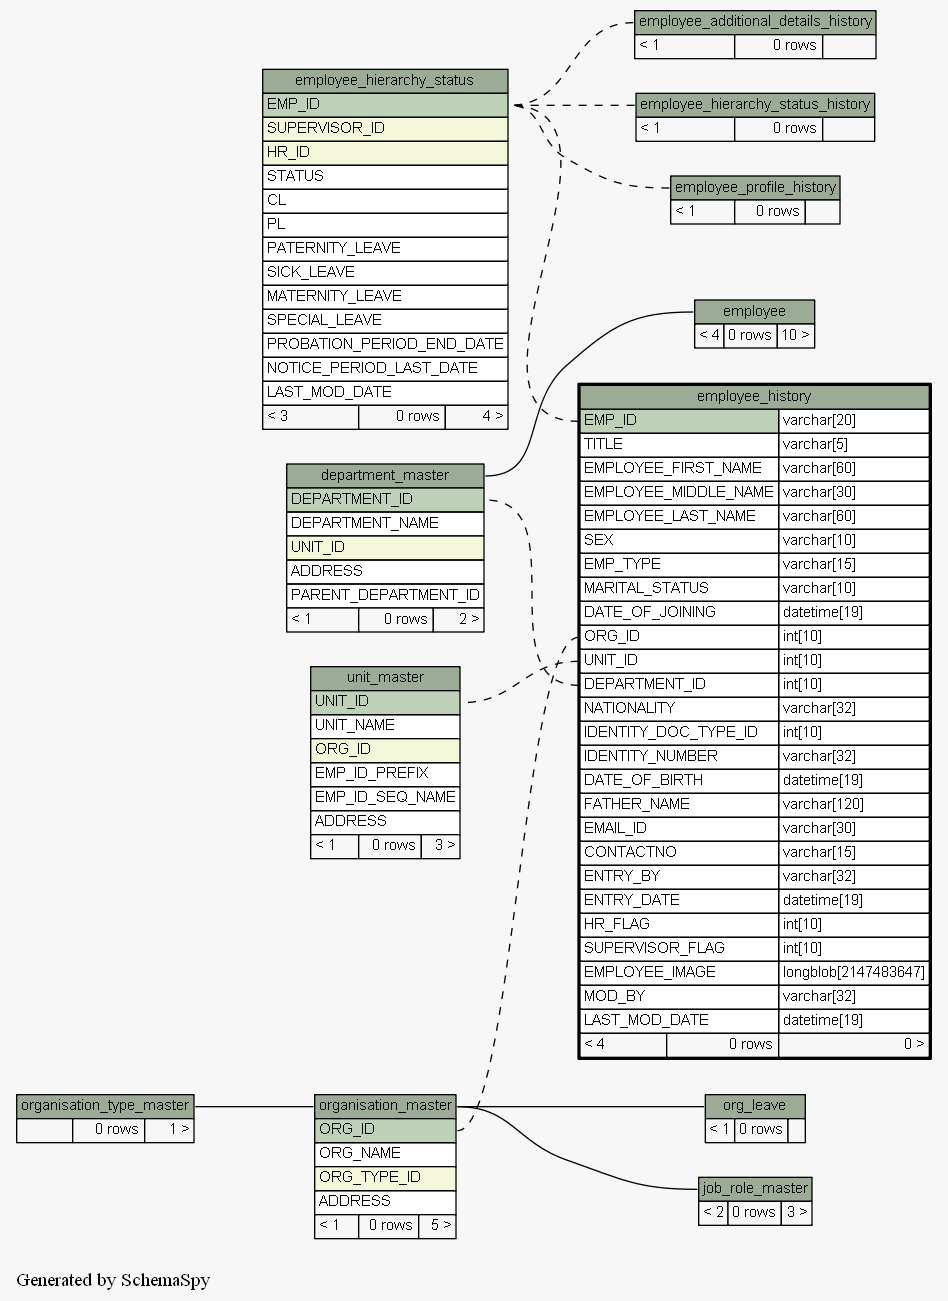 employee_additional_details_history
< 1 0 rows
employee_hierarchy_status
EMP_ID
SUPERVISOR_ID
HR_ID
STATUS
CL
PL
PATERNITY_LEAVE
SICK_LEAVE
MATERNITY_LEAVE
SPECIAL_LEAVE
PROBATION_PERIOD_END_DATE
NOTICE_PERIOD_LAST_DATE
LAST_MOD_DATE
< 3 0 rows 4 >
employee_hierarchy_status_history
< 1 0 rows
employee_profile_history
< 1 0 rows
employee
< 4 0 rows 10 >
employee_history
EMP_ID varchar[20]
TITLE varchar[5]
EMPLOYEE_FIRST_NAME varchar[60]
EMPLOYEE_MIDDLE_NAME varchar[30]
EMPLOYEE_LAST_NAME varchar[60]
SEX varchar[10]
EMP_TYPE varchar[15]
MARITAL_STATUS varchar[10]
DATE_OF_JOINING datetime[19]
ORG_ID int[10]
UNIT_ID int[10]
DEPARTMENT_ID int[10]
NATIONALITY varchar[32]
IDENTITY_DOC_TYPE_ID int[10]
IDENTITY_NUMBER varchar[32]
DATE_OF_BIRTH datetime[19]
FATHER_NAME varchar[120]
EMAIL_ID varchar[30]
CONTACTNO varchar[15]
ENTRY_BY varchar[32]
ENTRY_DATE datetime[19]
HR_FLAG int[10]
SUPERVISOR_FLAG int[10]
EMPLOYEE_IMAGE longblob[2147483647]
MOD_BY varchar[32]
LAST_MOD_DATE datetime[19]
< 4 0 rows 0 >
department_master
DEPARTMENT_ID
DEPARTMENT_NAME
UNIT_ID
ADDRESS
PARENT_DEPARTMENT_ID
< 1 0 rows 2 >
unit_master
UNIT_ID
UNIT_NAME
ORG_ID
EMP_ID_PREFIX
EMP_ID_SEQ_NAME
ADDRESS
< 1 0 rows 3 >
organisation_type_master
0 rows 1 >
organisation_master
ORG_ID
ORG_NAME
ORG_TYPE_ID
ADDRESS
< 1 0 rows 5 >
org_leave
< 1 0 rows
job_role_master
< 2 0 rows 3 >
Generated by SchemaSpy